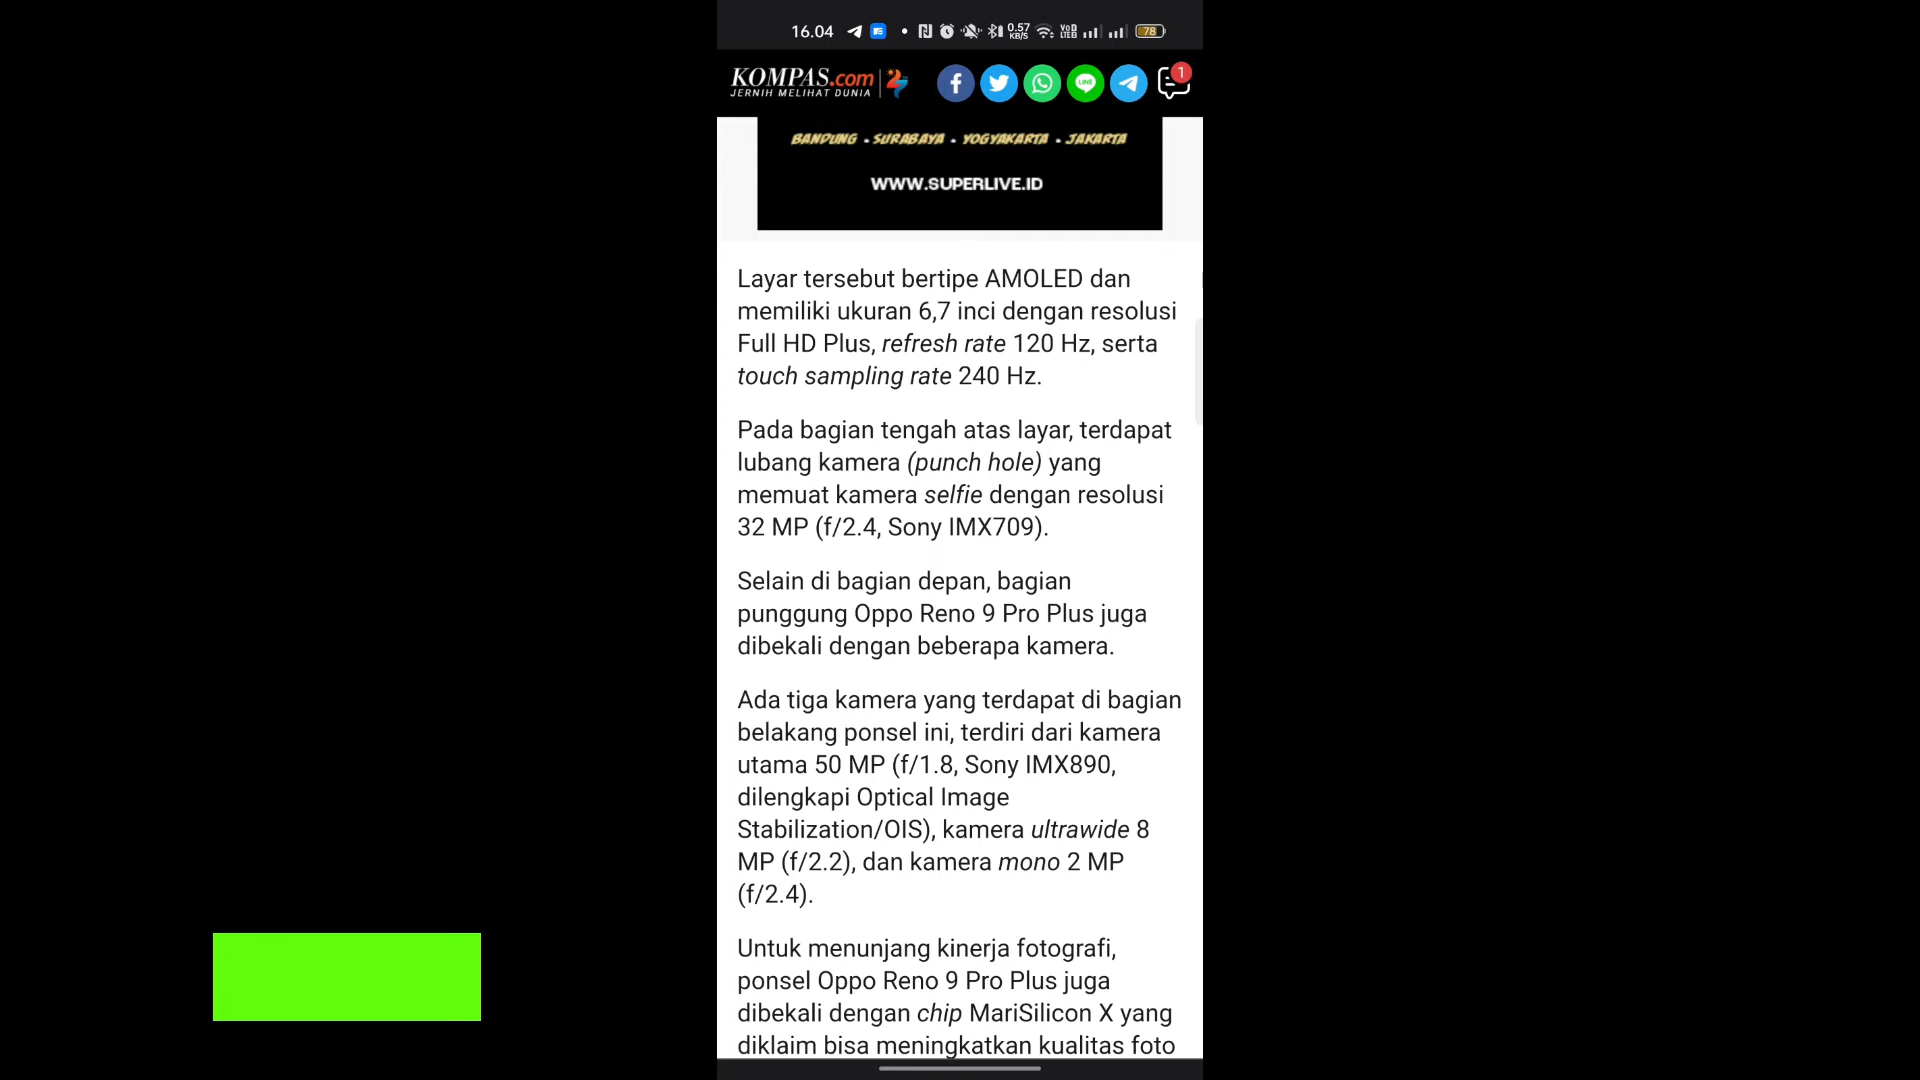 16.04 0.57 KB/S VoD LTE 78
KOMPAS.com
JERNIH MELIHAT DUNIA
1
BANDUNG • SURABAYA • YOGYAKARTA • JAKARTA
WWW.SUPERLIVE.ID
Layar tersebut bertipe AMOLED dan
memiliki ukuran 6,7 inci dengan resolusi
Full HD Plus, refresh rate 120 Hz, serta
touch sampling rate 240 Hz.
Pada bagian tengah atas layar, terdapat
lubang kamera (punch hole) yang
memuat kamera selfie dengan resolusi
32 MP (f/2.4, Sony IMX709).
Selain di bagian depan, bagian
punggung Oppo Reno 9 Pro Plus juga
dibekali dengan beberapa kamera.
Ada tiga kamera yang terdapat di bagian
belakang ponsel ini, terdiri dari kamera
utama 50 MP (f/1.8, Sony IMX890,
dilengkapi Optical Image
Stabilization/OIS), kamera ultrawide 8
MP (f/2.2), dan kamera mono 2 MP
(f/2.4).
Untuk menunjang kinerja fotografi,
ponsel Oppo Reno 9 Pro Plus juga
dibekali dengan chip MariSilicon X yang
diklaim bisa meningkatkan kualitas foto